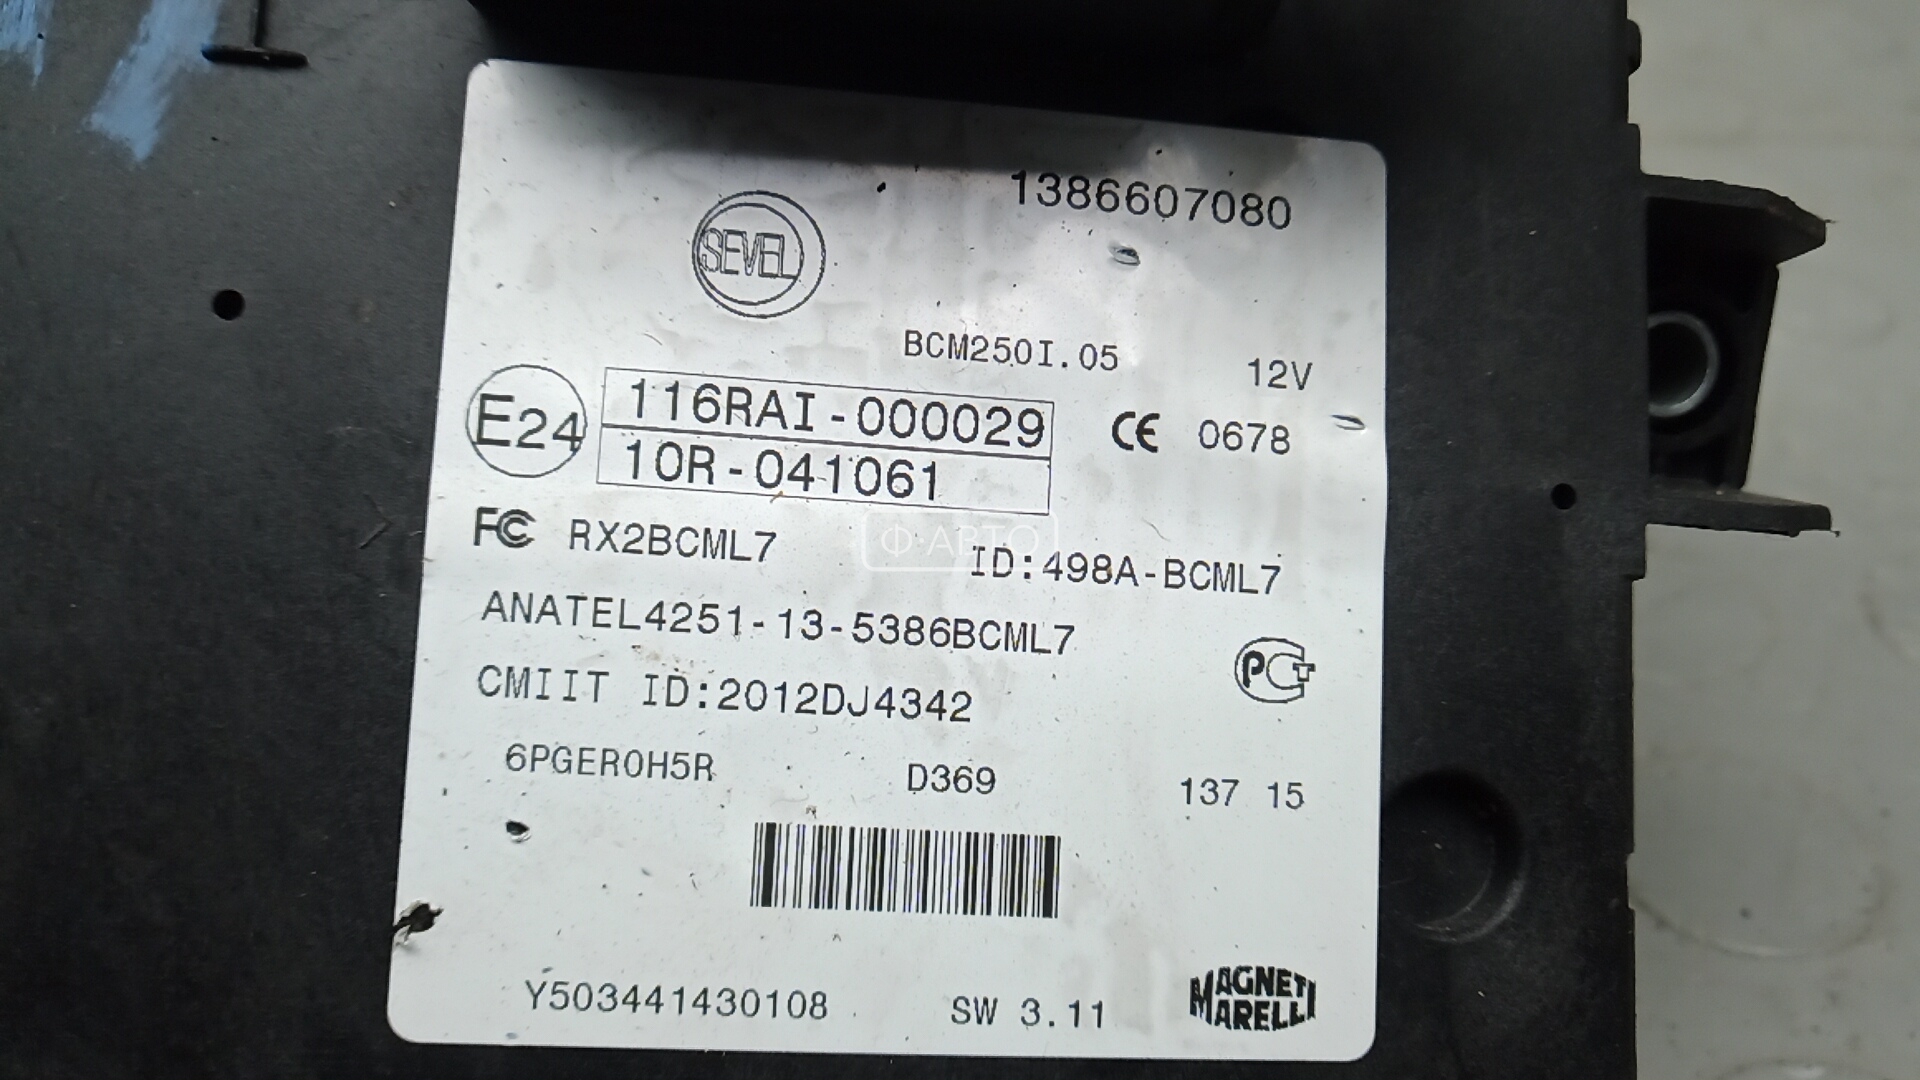 1386607080
SEVEL
BCM250I.05 12V
E24 116RAI-000029 CE 0678
10R-041061
FC RX2BCML7 ID:498A-BCML7
Ф-АВТО
ANATEL4251-13-5386BCML7
РСТ
CMIIT ID:2012DJ4342
6PGER0H5R D369 137 15
Y503441430108 SW 3.11
MAGNETI
MARELLI